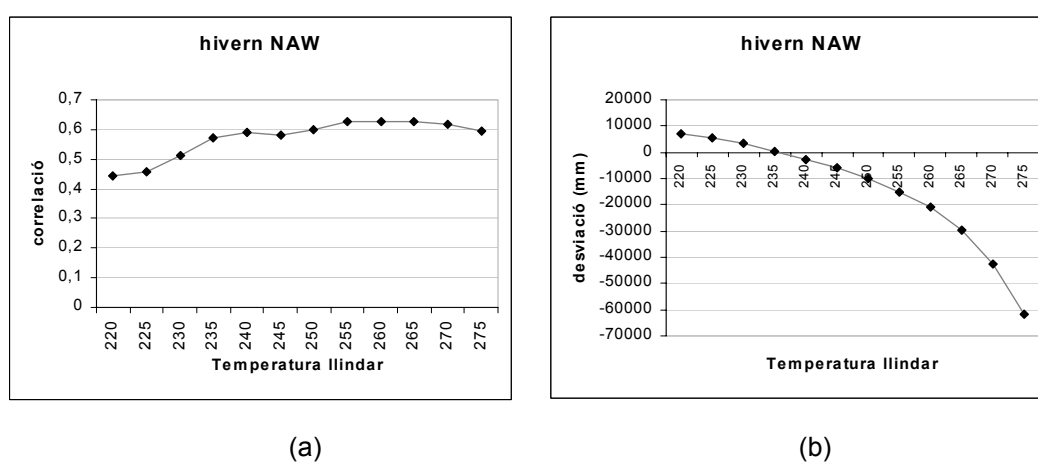 hivern NAW
correlació
0,7
0,6
0,5
0,4
0,3
0,2
0,1
0
220 225 230 235 240 245 250 255 260 265 270 275
Temperatura llindar
(a)
hivern NAW
desviació (mm)
20000
10000
0
-10000
-20000
-30000
-40000
-50000
-60000
-70000
220 225 230 235 240 245 250 255 260 265 270 275
Temperatura llindar
(b)